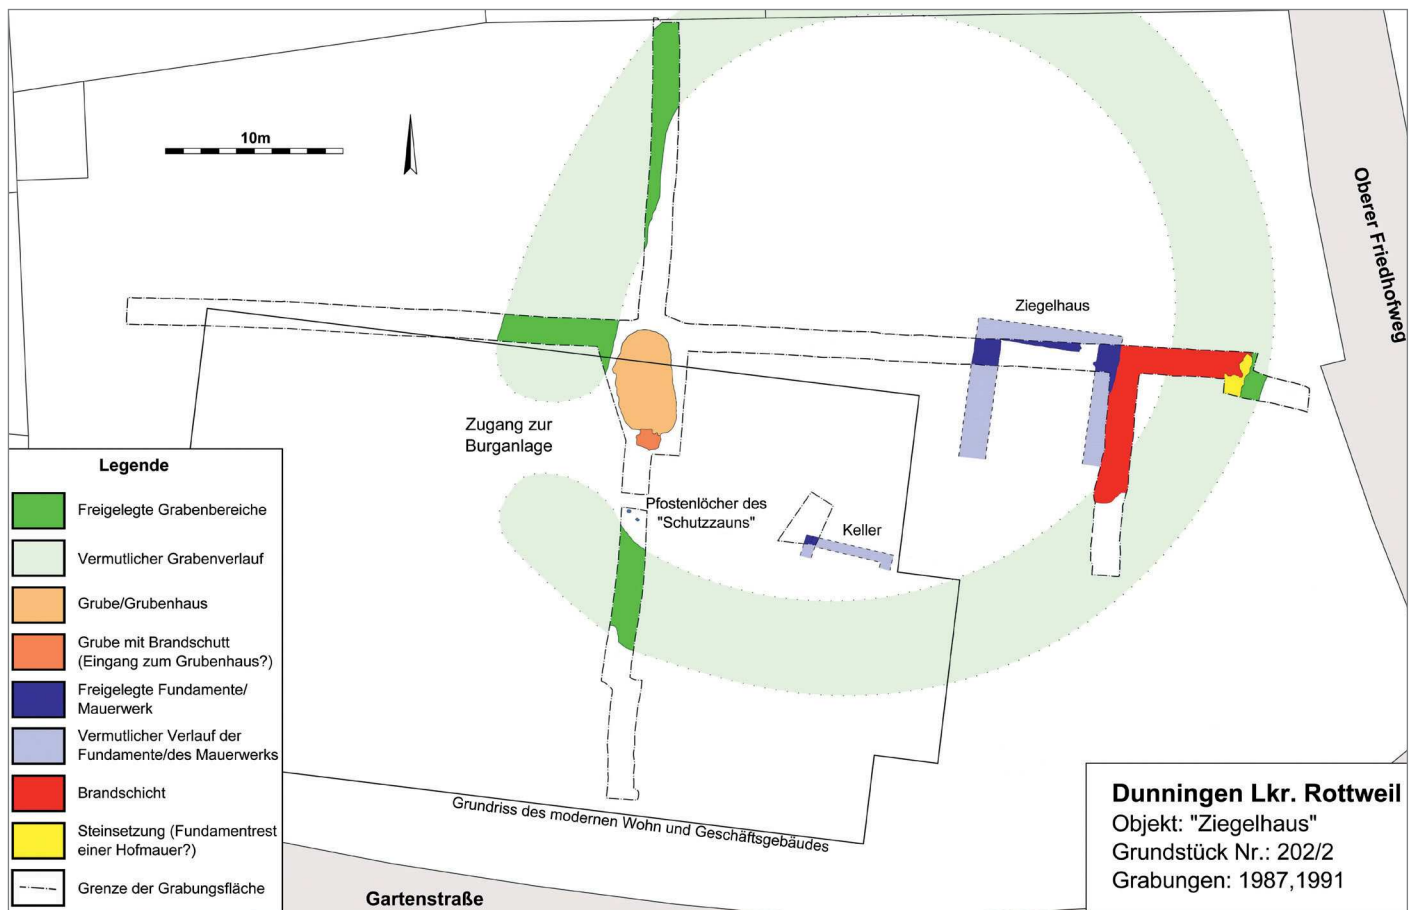 10m
Oberer Friedhofweg
Ziegelhaus
Zugang zur
Burganlage
Pfostenlöcher des
"Schutzzauns"
Keller
Legende
Freigelegte Grabenbereiche
Vermutlicher Grabenverlauf
Grube/Grubenhaus
Grube mit Brandschutt
(Eingang zum Grubenhaus?)
Freigelegte Fundamente/
Mauerwerk
Vermutlicher Verlauf der
Fundamente/des Mauerwerks
Brandschicht
Steinsetzung (Fundamentrest
einer Hofmauer?)
Grenze der Grabungsfläche
Grundriss des modernen Wohn und Geschäftsgebäudes
Gartenstraße
Dunningen Lkr. Rottweil
Objekt: "Ziegelhaus"
Grundstück Nr.: 202/2
Grabungen: 1987,1991